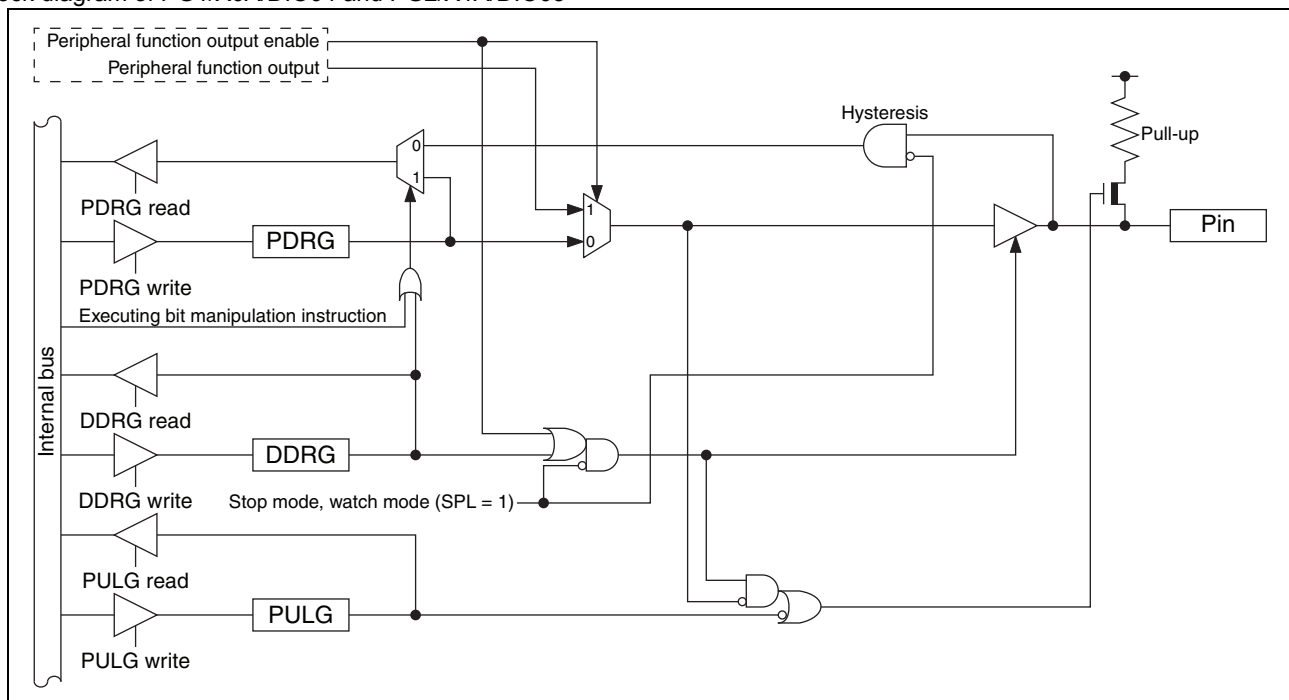 Peripheral function output enable
Peripheral function output
Hysteresis
Pull-up
0
1
PDRG read
1
PDRG
0
Pin
PDRG write
Executing bit manipulation instruction
Internal bus
DDRG read
DDRG
DDRG write
Stop mode, watch mode (SPL = 1)
PULG read
PULG
PULG write